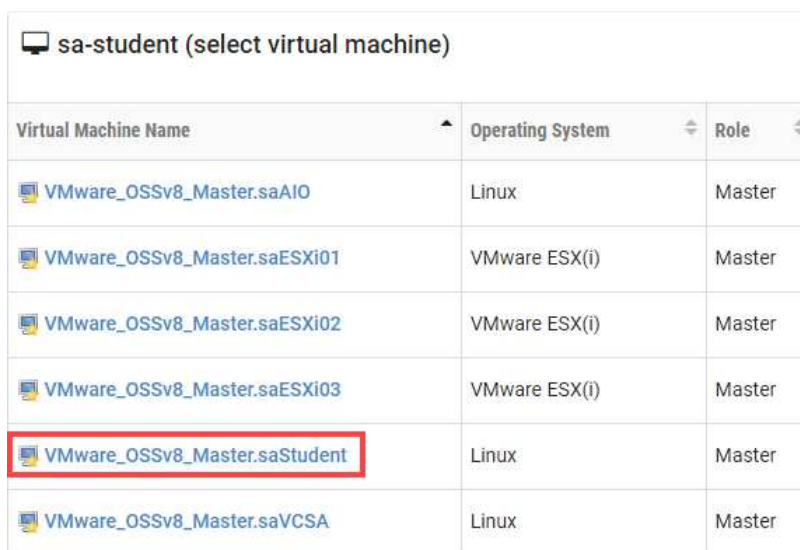 sa-student (select virtual machine)
Virtual Machine Name Operating System Role
VMware_OSSv8_Master.saAIO Linux Master
VMware_OSSv8_Master.saESXi01 VMware ESX(i) Master
VMware_OSSv8_Master.saESXi02 VMware ESX(i) Master
VMware_OSSv8_Master.saESXi03 VMware ESX(i) Master
VMware_OSSv8_Master.saStudent Linux Master
VMware_OSSv8_Master.saVCSA Linux Master